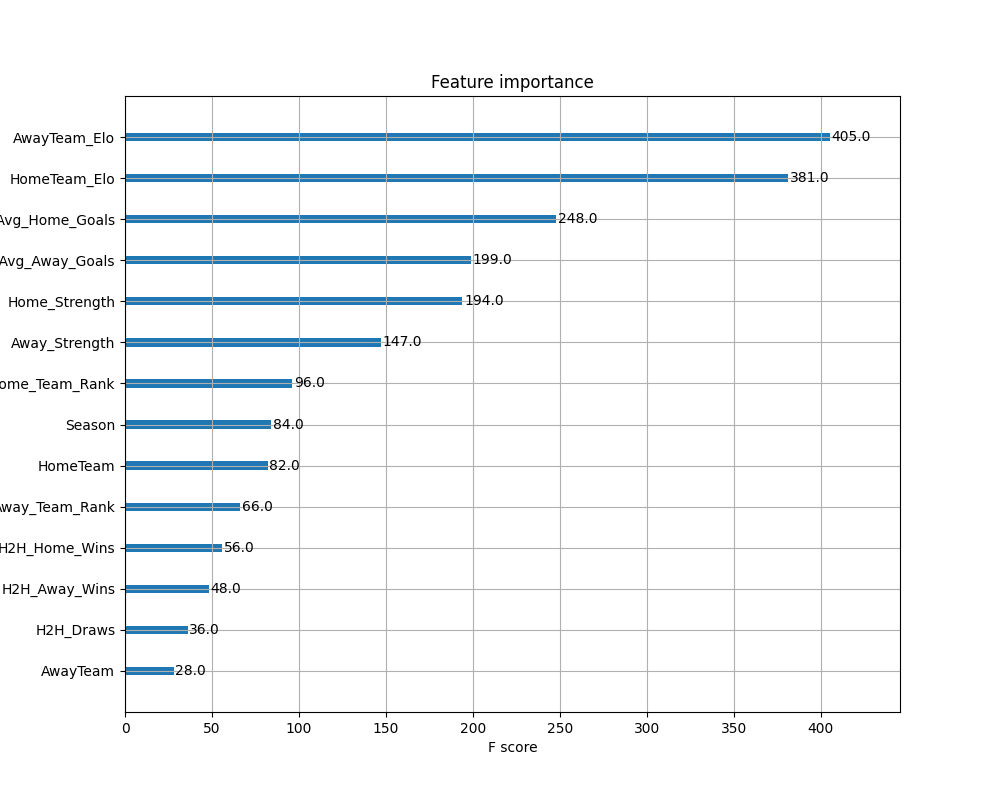 Feature importance
AwayTeam_Elo 405.0
HomeTeam_Elo 381.0
Avg_Home_Goals 248.0
Avg_Away_Goals 199.0
Home_Strength 194.0
Away_Strength 147.0
ome_Team_Rank 96.0
Season 84.0
HomeTeam 82.0
way_Team_Rank 66.0
H2H_Home_Wins 56.0
H2H_Away_Wins 48.0
H2H_Draws 36.0
AwayTeam 28.0
0 50 100 150 200 250 300 350 400
F score